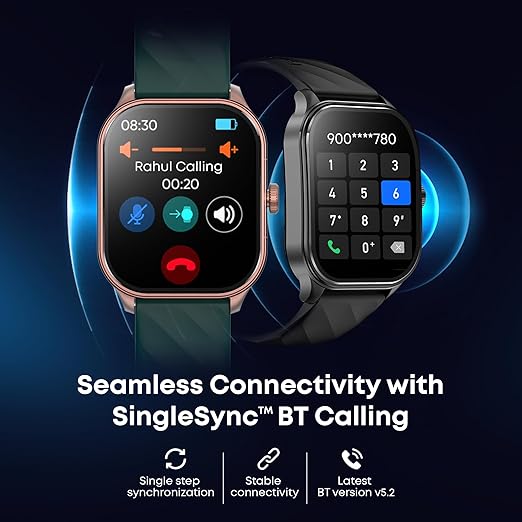 08:30
Rahul Calling
00:20
900****780
1 2 3
4 5 6
7* 8 9'
0+
Seamless Connectivity with
SingleSync™ BT Calling
Single step
synchronization
Stable
connectivity
Latest
BT version v5.2